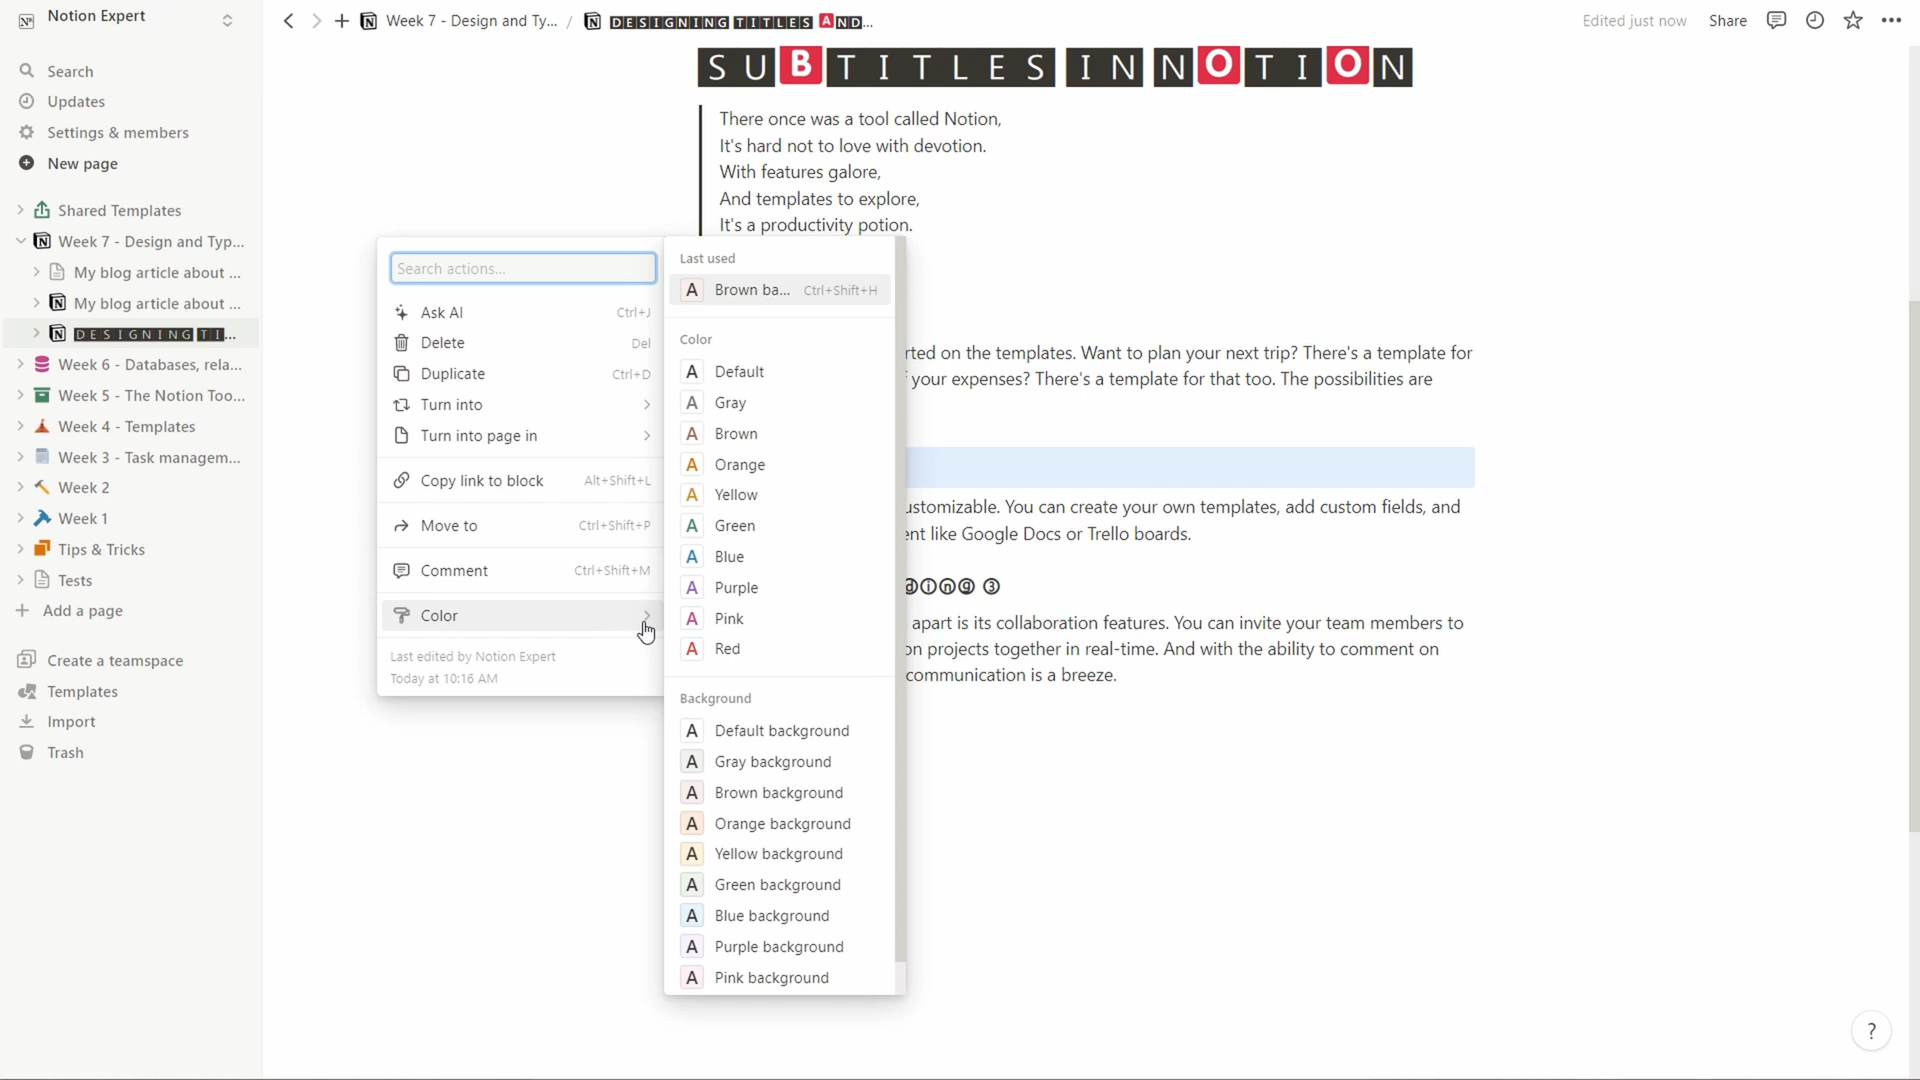 Notion Expert
Search
Updates
Settings & members
New page
Shared Templates
Week 7 - Design and Typ...
My blog article about ...
My blog article about ...
DESIGNING TI...
Week 6 - Databases, rela...
Week 5 - The Notion Too...
Week 4 - Templates
Week 3 - Task managem...
Week 2
Week 1
Tips & Tricks
Tests
Add a page
Create a teamspace
Templates
Import
Trash
Week 7 - Design and Ty... / DESIGNING TITLES AND...
Edited just now Share
SUBTITLES IN NOTION
There once was a tool called Notion,
It's hard not to love with devotion.
With features galore,
And templates to explore,
It's a productivity potion.
Search actions...
Ask AI Ctrl+J
Delete Del
Duplicate Ctrl+D
Turn into
Turn into page in
Copy link to block Alt+Shift+L
Move to Ctrl+Shift+P
Comment Ctrl+Shift+M
Color
Last edited by Notion Expert
Today at 10:16 AM
Last used
A Brown ba... Ctrl+Shift+H
Color
A Default
A Gray
A Brown
A Orange
A Yellow
A Green
A Blue
A Purple
A Pink
A Red
Background
A Default background
A Gray background
A Brown background
A Orange background
A Yellow background
A Green background
A Blue background
A Purple background
A Pink background
rted on the templates. Want to plan your next trip? There's a template for
your expenses? There's a template for that too. The possibilities are
ustomizable. You can create your own templates, add custom fields, and
ent like Google Docs or Trello boards.
ⓓⓘⓝⓖ ③
apart is its collaboration features. You can invite your team members to
on projects together in real-time. And with the ability to comment on
communication is a breeze.
?